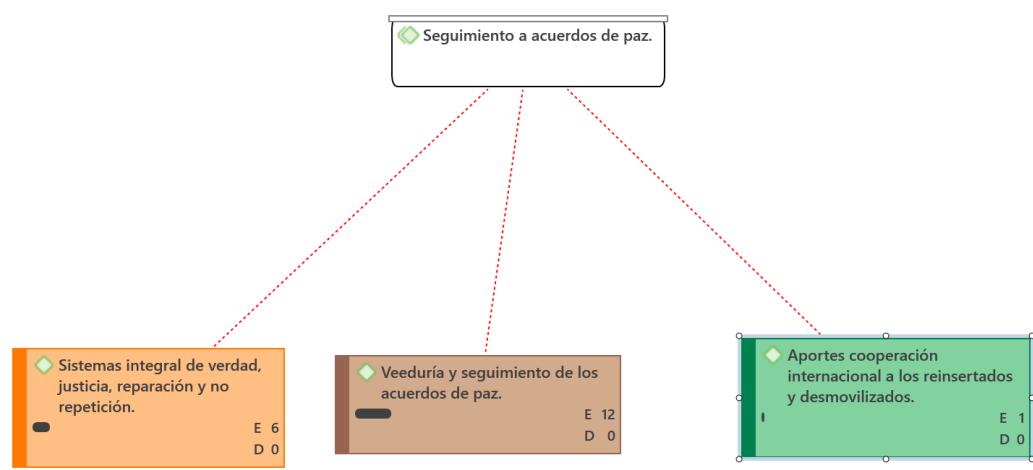 Seguimiento a acuerdos de paz.
Sistemas integral de verdad,
justicia, reparación y no
repetición.
E 6
D 0
Veeduría y seguimiento de los
acuerdos de paz.
E 12
D 0
Aportes cooperación
internacional a los reinsertados
y desmovilizados.
E 1
D 0